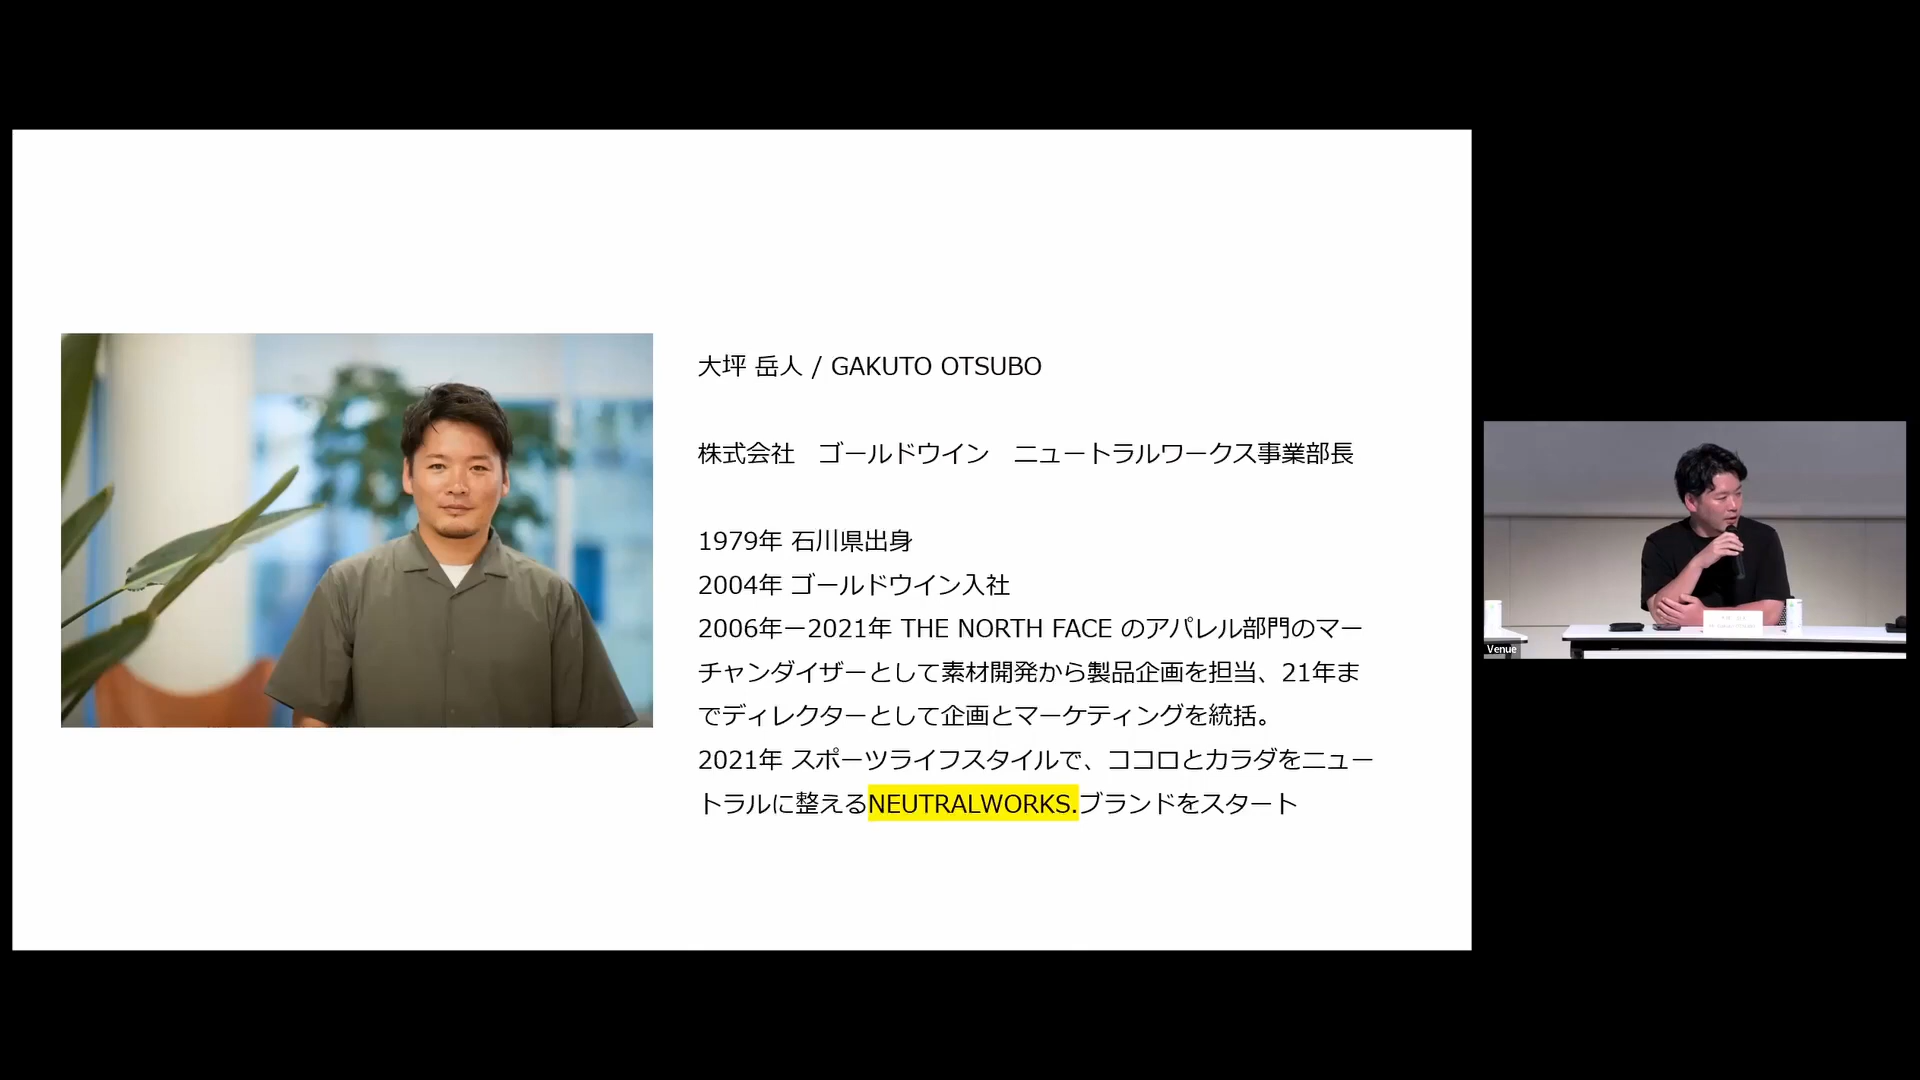 大坪 岳人 / GAKUTO OTSUBO
株式会社　ゴールドウイン　ニュートラルワークス事業部長
1979年 石川県出身
2004年 ゴールドウイン入社
2006年ー2021年 THE NORTH FACE のアパレル部門のマー
チャンダイザーとして素材開発から製品企画を担当、21年ま
でディレクターとして企画とマーケティングを統括。
2021年 スポーツライフスタイルで、ココロとカラダをニュー
トラルに整えるNEUTRALWORKS.ブランドをスタート
Venue